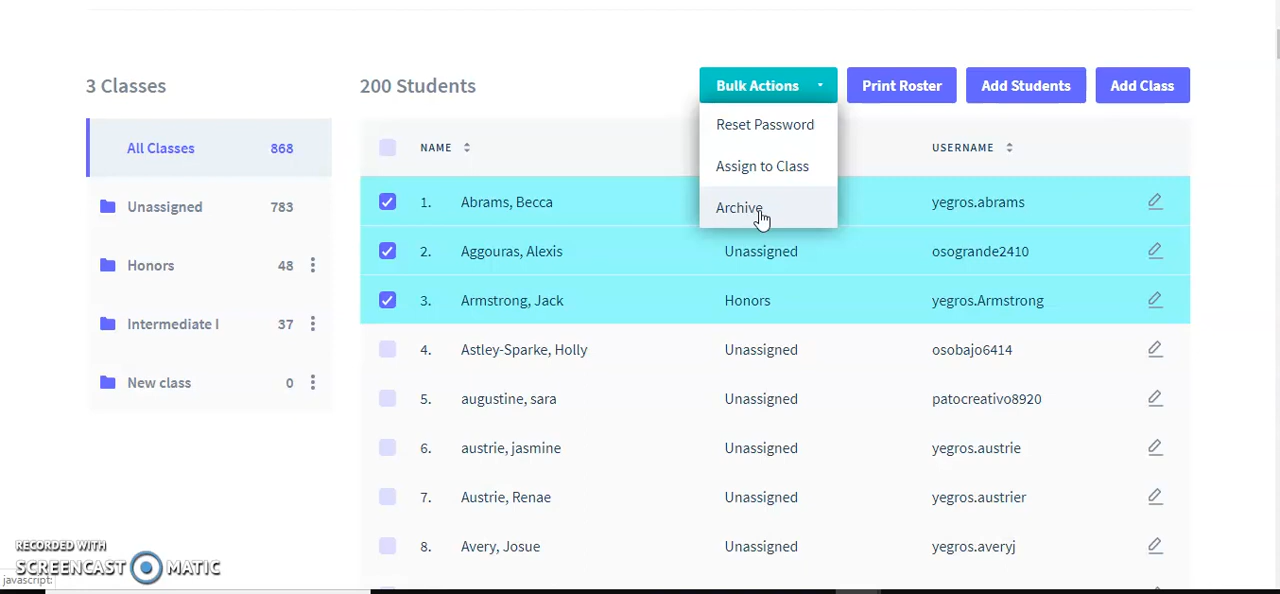 3 Classes
200 Students
Bulk Actions
Print Roster
Add Students
Add Class
Reset Password
Assign to Class
Archive
All Classes 868
Unassigned 783
Honors 48
Intermediate I 37
New class 0
NAME
USERNAME
1. Abrams, Becca yegros.abrams
2. Aggouras, Alexis Unassigned osogrande2410
3. Armstrong, Jack Honors yegros.Armstrong
4. Astley-Sparke, Holly Unassigned osobajo6414
5. augustine, sara Unassigned patocreativo8920
6. austrie, jasmine Unassigned yegros.austrie
7. Austrie, Renae Unassigned yegros.austrier
8. Avery, Josue Unassigned yegros.averyj
RECORDED WITH
SCREENCAST MATIC
javascript: